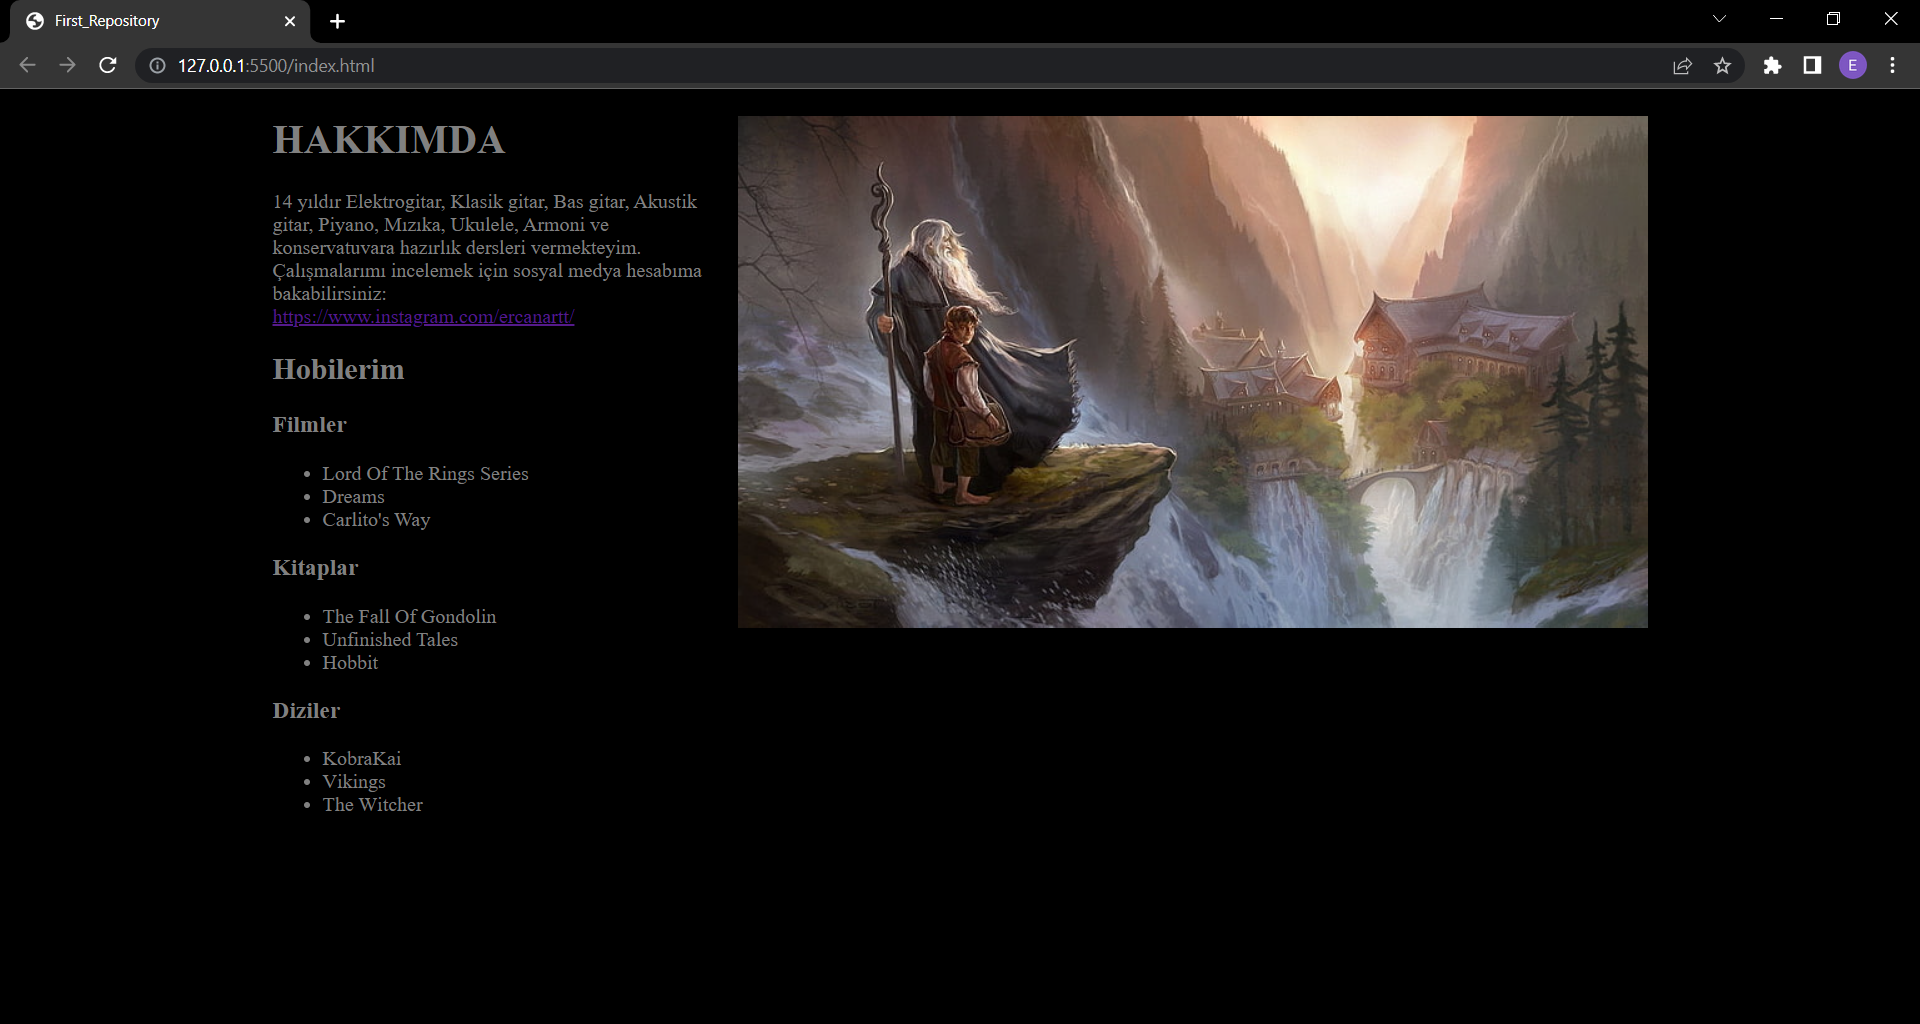 First_Repository
127.0.0.1:5500/index.html
E
HAKKIMDA
14 yıldır Elektrogitar, Klasik gitar, Bas gitar, Akustik
gitar, Piyano, Mızıka, Ukulele, Armoni ve
konservatuvara hazırlık dersleri vermekteyim.
Çalışmalarımı incelemek için sosyal medya hesabıma
bakabilirsiniz:
https://www.instagram.com/ercanartt/
Hobilerim
Filmler
• Lord Of The Rings Series
• Dreams
• Carlito's Way
Kitaplar
• The Fall Of Gondolin
• Unfinished Tales
• Hobbit
Diziler
• KobraKai
• Vikings
• The Witcher